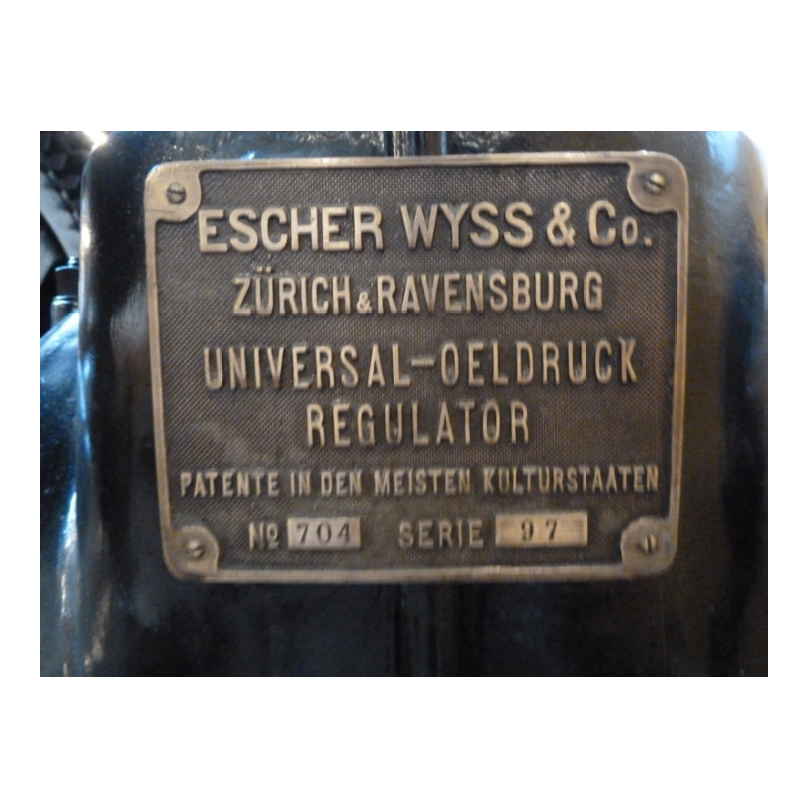 ESCHER WYSS & Co.
ZÜRICH & RAVENSBURG
UNIVERSAL-OELDRUCK
REGULATOR
PATENTE IN DEN MEISTEN KULTURSTAATEN
No 704 SERIE 97